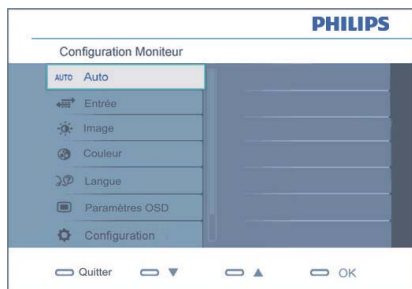 PHILIPS
Configuration Moniteur
AUTO Auto
Entrée
Image
Couleur
Langue
Paramètres OSD
Configuration
Quitter ▼ ▲ OK